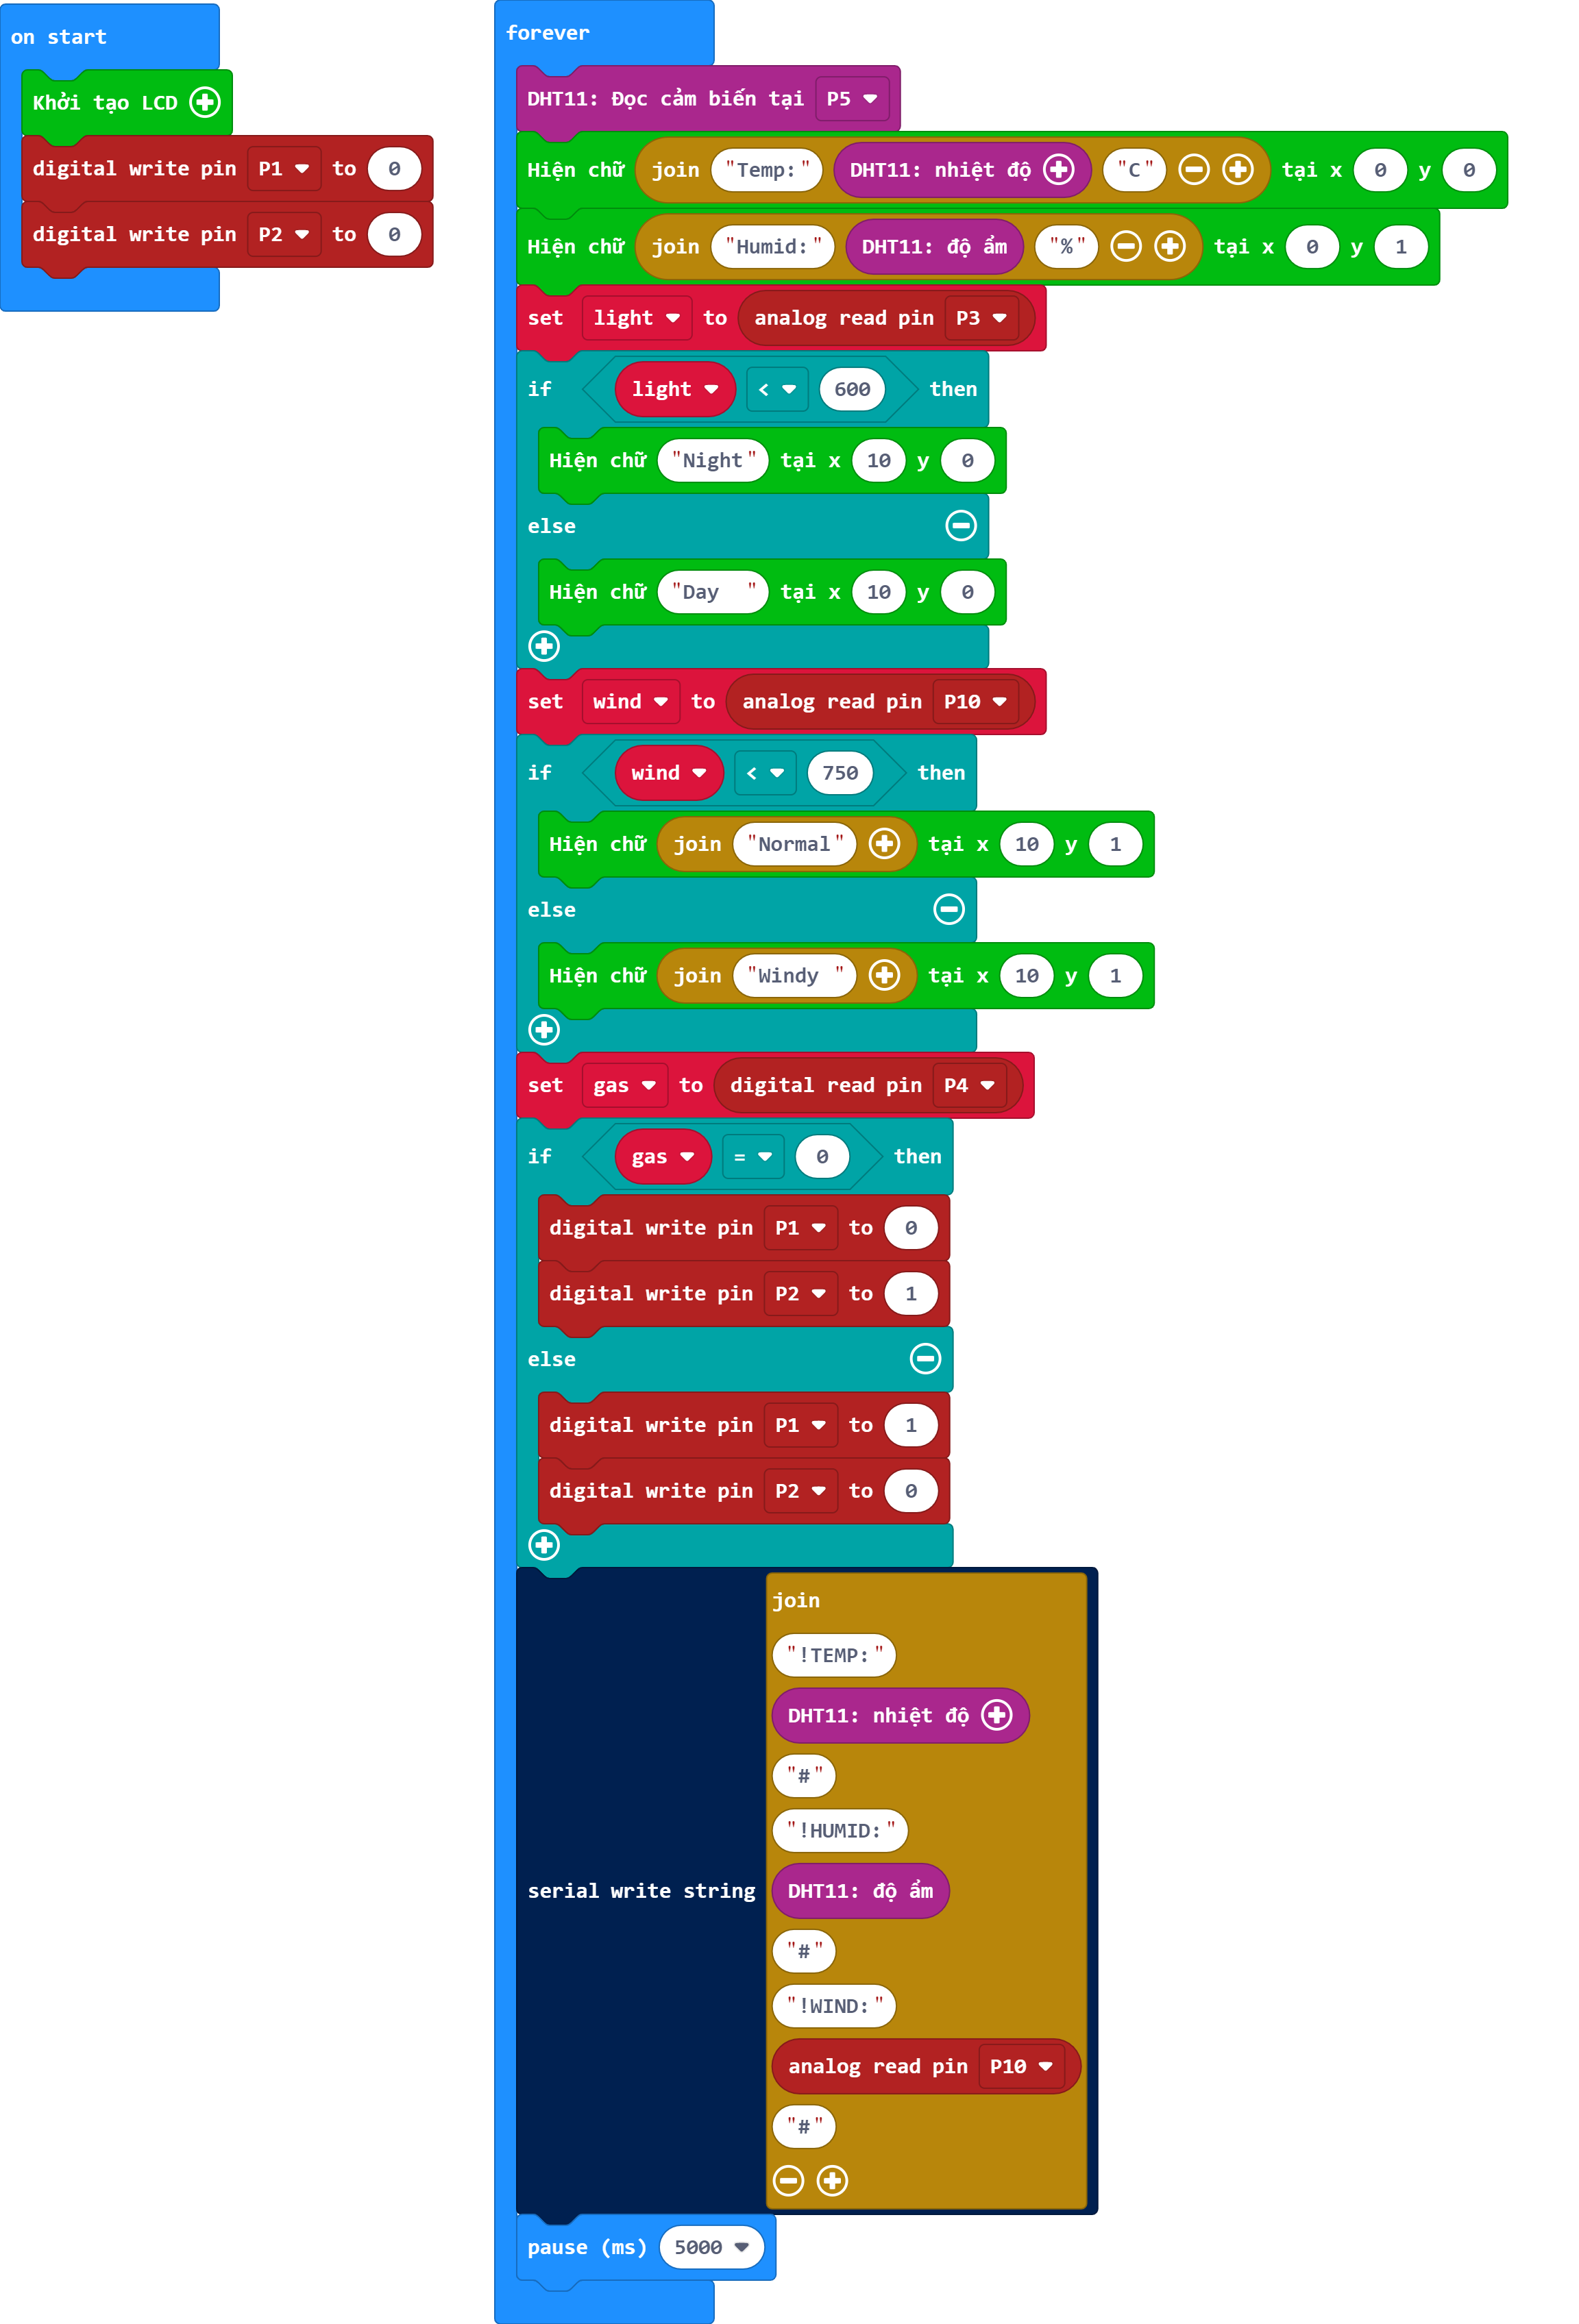 on start
Khởi tạo LCD
digital write pin P1 to 0
digital write pin P2 to 0
forever
DHT11: Đọc cảm biến tại P5
Hiện chữ join "Temp:" DHT11: nhiệt độ "C" tại x 0 y 0
Hiện chữ join "Humid:" DHT11: độ ẩm "%" tại x 0 y 1
set light to analog read pin P3
if light < 600 then
Hiện chữ "Night" tại x 10 y 0
else
Hiện chữ "Day  " tại x 10 y 0
set wind to analog read pin P10
if wind < 750 then
Hiện chữ join "Normal" tại x 10 y 1
else
Hiện chữ join "Windy " tại x 10 y 1
set gas to digital read pin P4
if gas = 0 then
digital write pin P1 to 0
digital write pin P2 to 1
else
digital write pin P1 to 1
digital write pin P2 to 0
join
"!TEMP:"
DHT11: nhiệt độ
"#"
"!HUMID:"
serial write string DHT11: độ ẩm
"#"
"!WIND:"
analog read pin P10
"#"
pause (ms) 5000